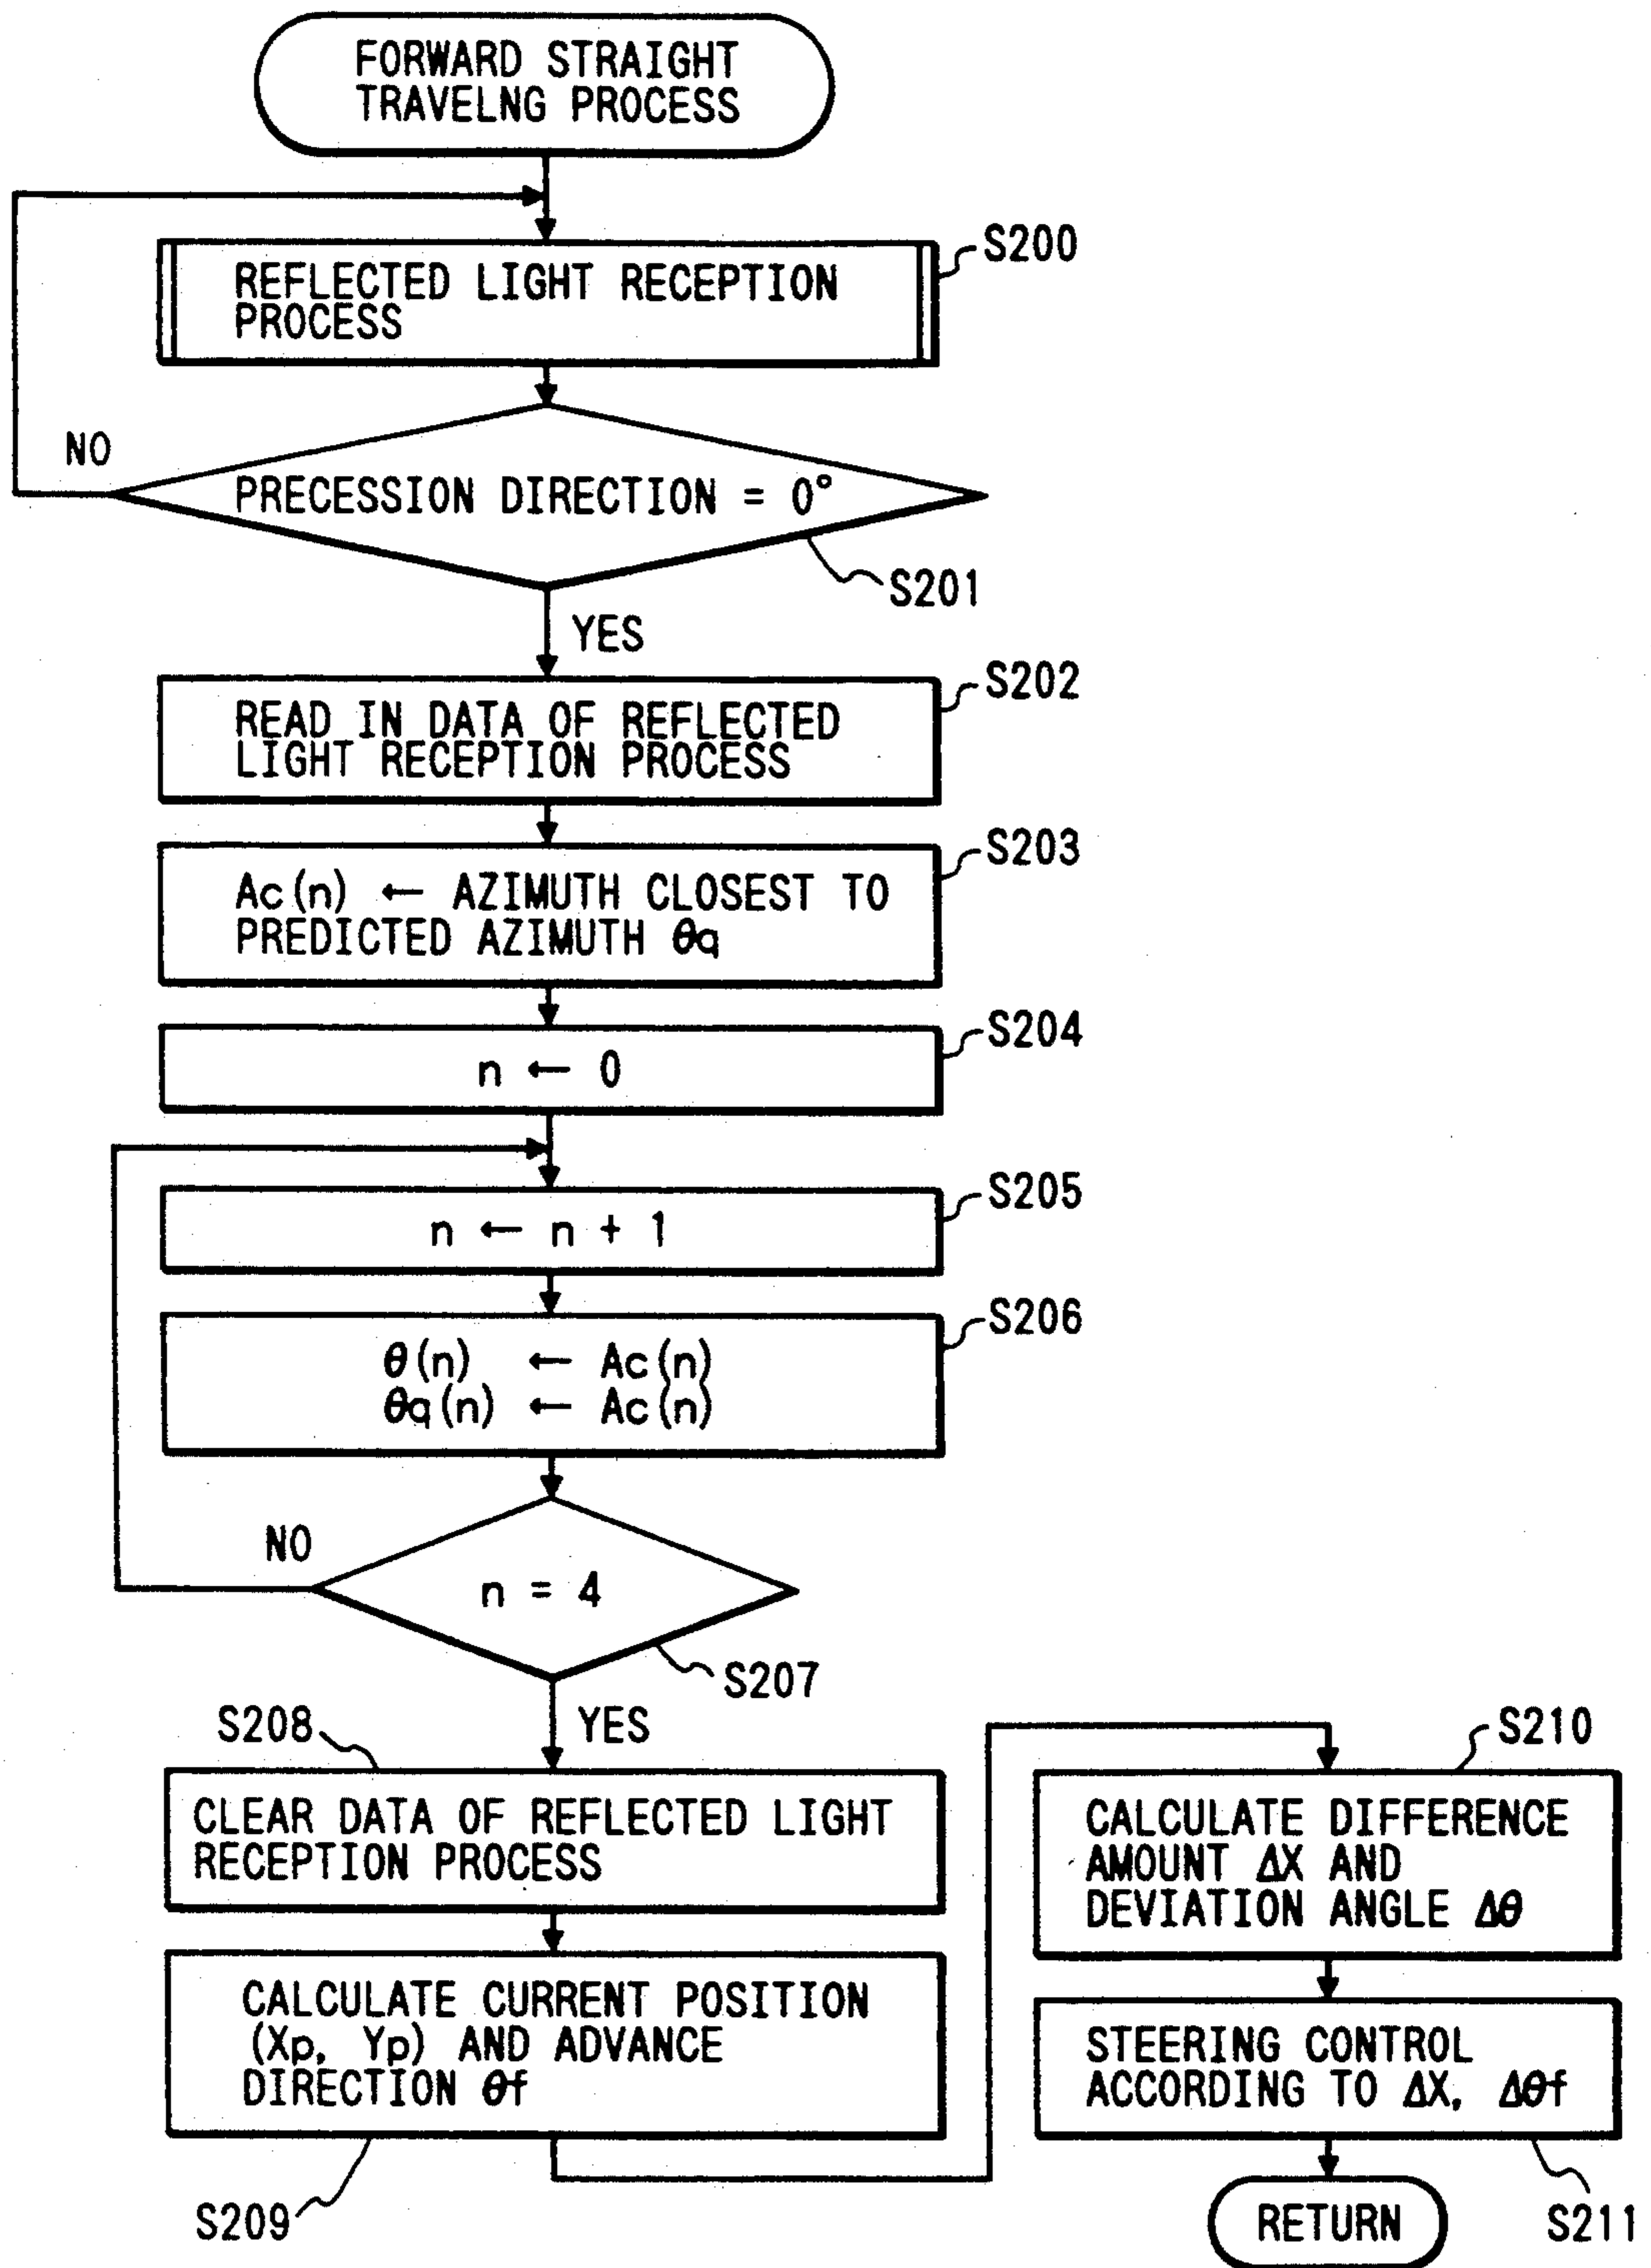 FORWARD STRAIGHT
TRAVELNG PROCESS
S200
REFLECTED LIGHT RECEPTION
PROCESS
NO
PRECESSION DIRECTION = 0°
S201
YES
S202
READ IN DATA OF REFLECTED
LIGHT RECEPTION PROCESS
S203
Ac(n) ← AZIMUTH CLOSEST TO
PREDICTED AZIMUTH θq
S204
n ← 0
S205
n ← n + 1
S206
θ(n) ← Ac(n)
θq(n) ← Ac(n)
NO
n = 4
S207
YES
S208
CLEAR DATA OF REFLECTED LIGHT
RECEPTION PROCESS
CALCULATE CURRENT POSITION
(Xp, Yp) AND ADVANCE
DIRECTION θf
S209
S210
CALCULATE DIFFERENCE
AMOUNT ΔX AND
DEVIATION ANGLE Δθ
STEERING CONTROL
ACCORDING TO ΔX, Δθf
S211
RETURN